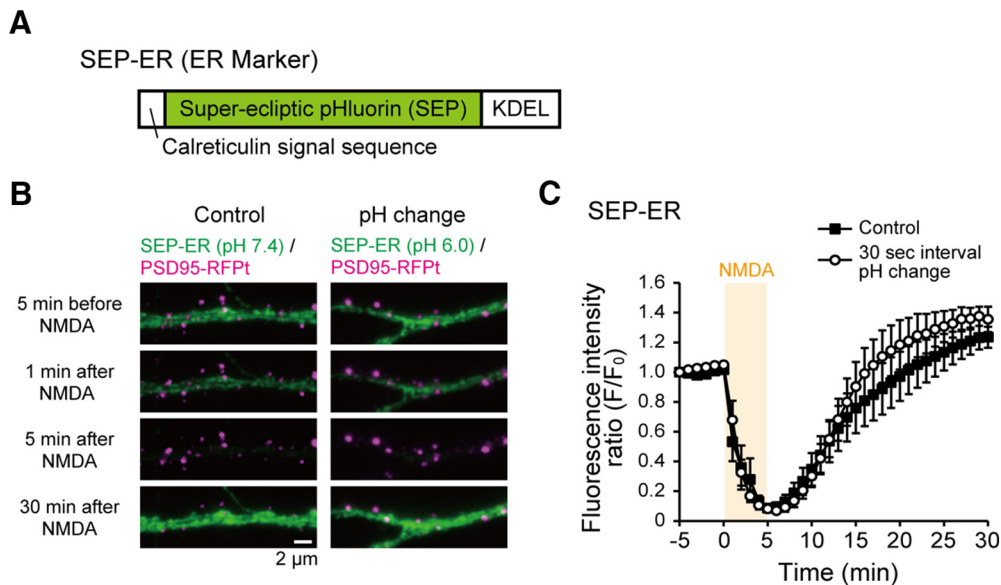 A
SEP-ER (ER Marker)
Super-ecliptic pHluorin (SEP)
KDEL
Calreticulin signal sequence
B
Control
pH change
SEP-ER (pH 7.4) /
PSD95-RFPt
SEP-ER (pH 6.0) /
PSD95-RFPt
5 min before
NMDA
1 min after
NMDA
5 min after
NMDA
30 min after
NMDA
2 μm
C
SEP-ER
Control
30 sec interval
pH change
NMDA
Fluorescence intensity
ratio (F/F0)
1.6
1.4
1.2
1.0
0.8
0.6
0.4
0.2
0
-5 0 5 10 15 20 25 30
Time (min)